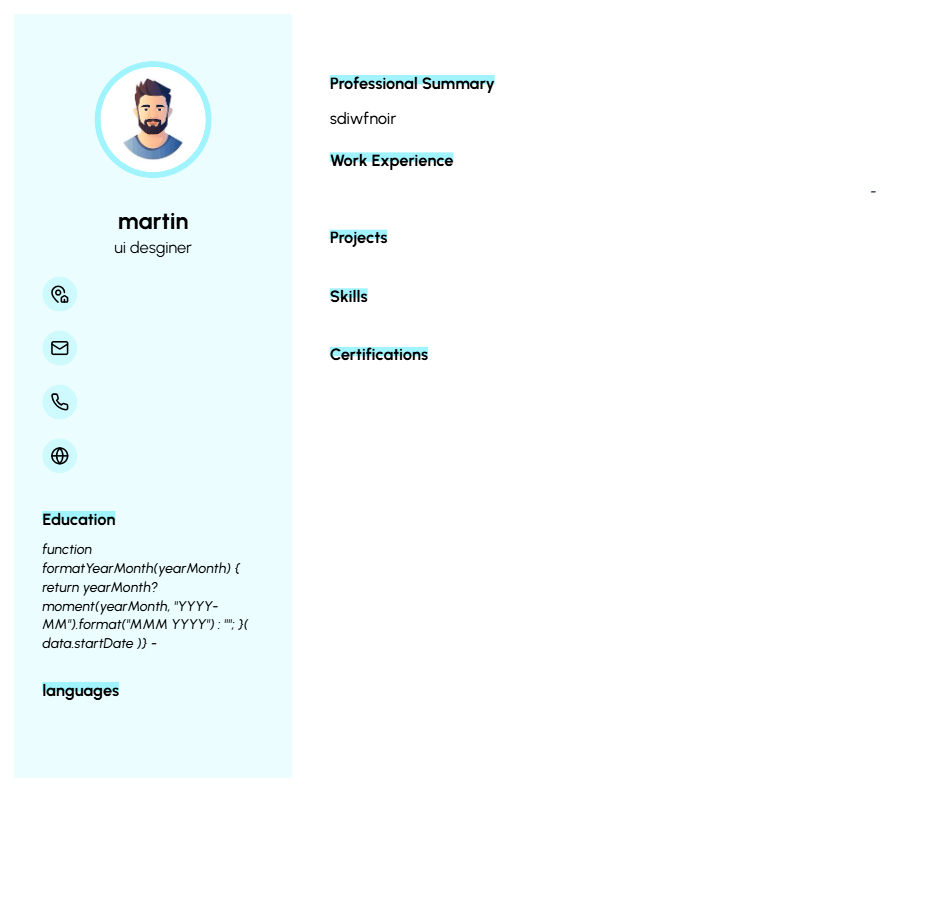 martin
ui desginer
Education
function
formatYearMonth(yearMonth) {
return yearMonth?
moment(yearMonth, "YYYY-
MM").format("MMM YYYY") : ""; }(
data.startDate )} -
languages
Professional Summary
sdiwfnoir
Work Experience
-
Projects
Skills
Certifications